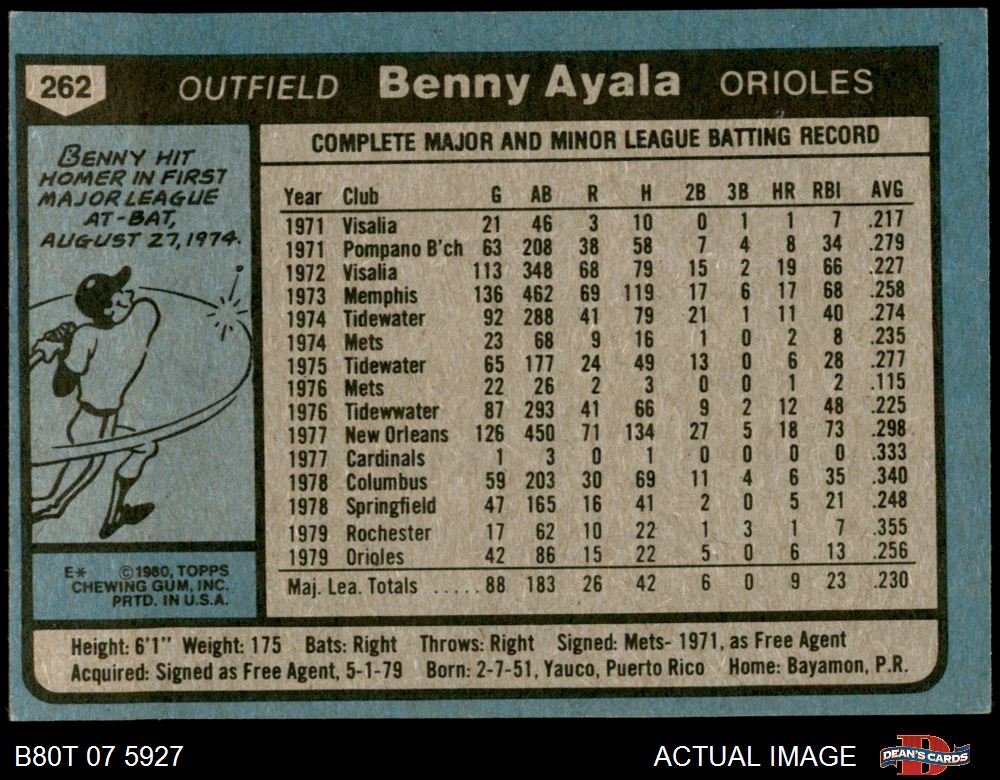 262 OUTFIELD Benny Ayala ORIOLES
BENNY HIT
HOMER IN FIRST
MAJOR LEAGUE
AT-BAT,
AUGUST 27, 1974.
COMPLETE MAJOR AND MINOR LEAGUE BATTING RECORD
Year Club G AB R H 2B 3B HR RBI AVG
1971 Visalia 21 46 3 10 0 1 1 7 .217
1971 Pompano B'ch 63 208 38 58 7 4 8 34 .279
1972 Visalia 113 348 68 79 15 2 19 66 .227
1973 Memphis 136 462 69 119 17 6 17 68 .258
1974 Tidewater 92 288 41 79 21 1 11 40 .274
1974 Mets 23 68 9 16 1 0 2 8 .235
1975 Tidewater 65 177 24 49 13 0 6 28 .277
1976 Mets 22 26 2 3 0 0 1 2 .115
1976 Tidewwater 87 293 41 66 9 2 12 48 .225
1977 New Orleans 126 450 71 134 27 5 18 73 .298
1977 Cardinals 1 3 0 1 0 0 0 0 .333
1978 Columbus 59 203 30 69 11 4 6 35 .340
1978 Springfield 47 165 16 41 2 0 5 21 .248
1979 Rochester 17 62 10 22 1 3 1 7 .355
1979 Orioles 42 86 15 22 5 0 6 13 .256
Maj. Lea. Totals .....88 183 26 42 6 0 9 23 .230
E* © 1980, TOPPS
CHEWING GUM, INC.
PRTD. IN U.S.A.
Height: 6'1" Weight: 175 Bats: Right Throws: Right Signed: Mets- 1971, as Free Agent
Acquired: Signed as Free Agent, 5-1-79 Born: 2-7-51, Yauco, Puerto Rico Home: Bayamon, P.R.
B80T 07 5927 ACTUAL IMAGE DEAN'S CARDS